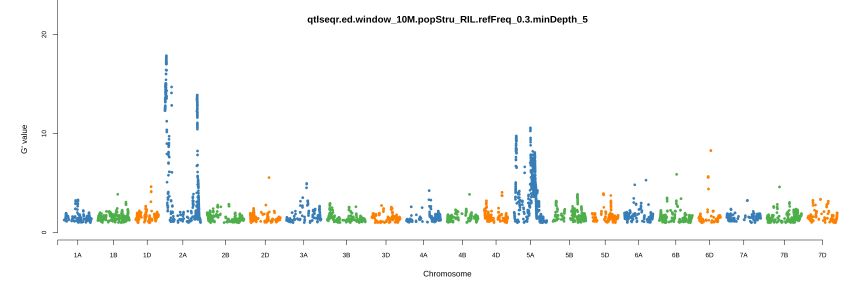 qtlseqr.ed.window_10M.popStru_RIL.refFreq_0.3.minDepth_5
20
10
0
G' value
1A 1B 1D 2A 2B 2D 3A 3B 3D 4A 4B 4D 5A 5B 5D 6A 6B 6D 7A 7B 7D
Chromosome